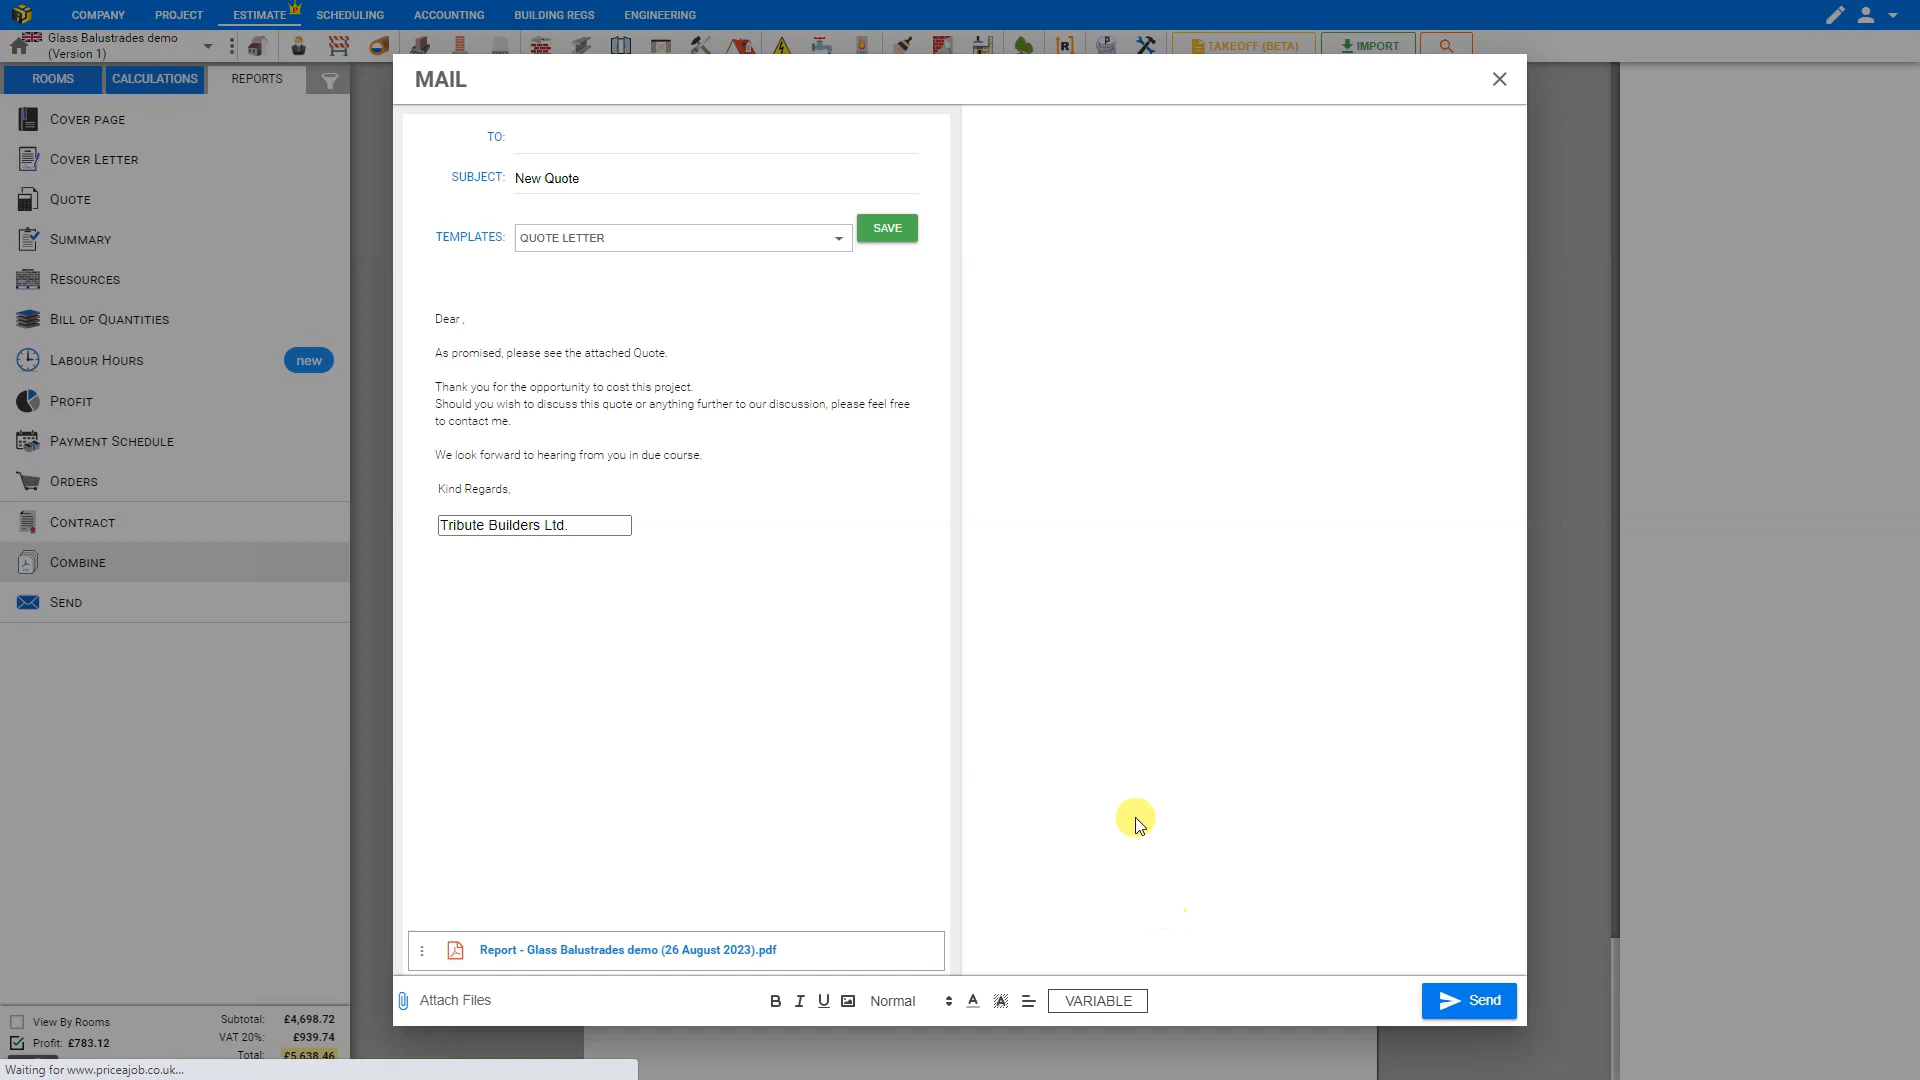 COMPANY
PROJECT
ESTIMATE
SCHEDULING
ACCOUNTING
BUILDING REGS
ENGINEERING
Glass Balustrades demo
(Version 1)
TAKEOFF (BETA)
IMPORT
ROOMS
CALCULATIONS
REPORTS
COVER PAGE
COVER LETTER
QUOTE
SUMMARY
RESOURCES
BILL OF QUANTITIES
LABOUR HOURS
new
PROFIT
PAYMENT SCHEDULE
ORDERS
CONTRACT
COMBINE
SEND
View By Rooms
Subtotal: £4,698.72
VAT 20%: £939.74
Profit: £783.12
Total: £5,638.46
Waiting for www.priceajob.co.uk...
MAIL
TO:
SUBJECT: New Quote
TEMPLATES: QUOTE LETTER
SAVE
Dear ,
As promised, please see the attached Quote.
Thank you for the opportunity to cost this project.
Should you wish to discuss this quote or anything further to our discussion, please feel free
to contact me.
We look forward to hearing from you in due course.
Kind Regards,
Tribute Builders Ltd.
Report - Glass Balustrades demo (26 August 2023).pdf
Attach Files
B I U
Normal
A
A
VARIABLE
Send